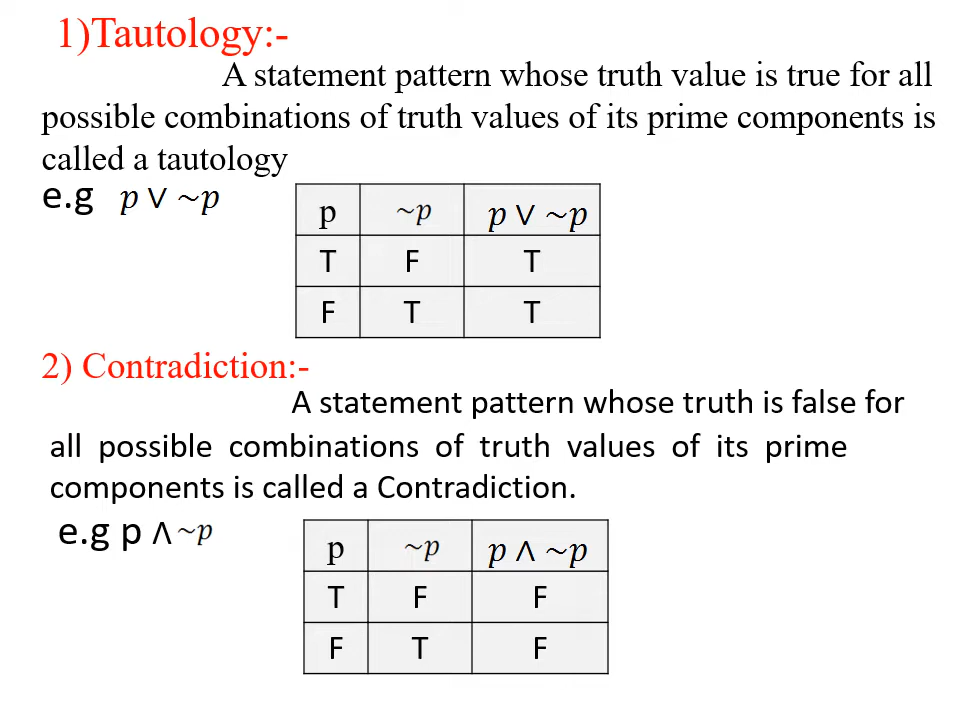 1)Tautology:-
A statement pattern whose truth value is true for all
possible combinations of truth values of its prime components is
called a tautology
e.g p ∨ ~p
p ~p p ∨ ~p
T F T
F T T
2) Contradiction:-
A statement pattern whose truth is false for
all possible combinations of truth values of its prime
components is called a Contradiction.
e.g p ∧ ~p
p ~p p ∧ ~p
T F F
F T F